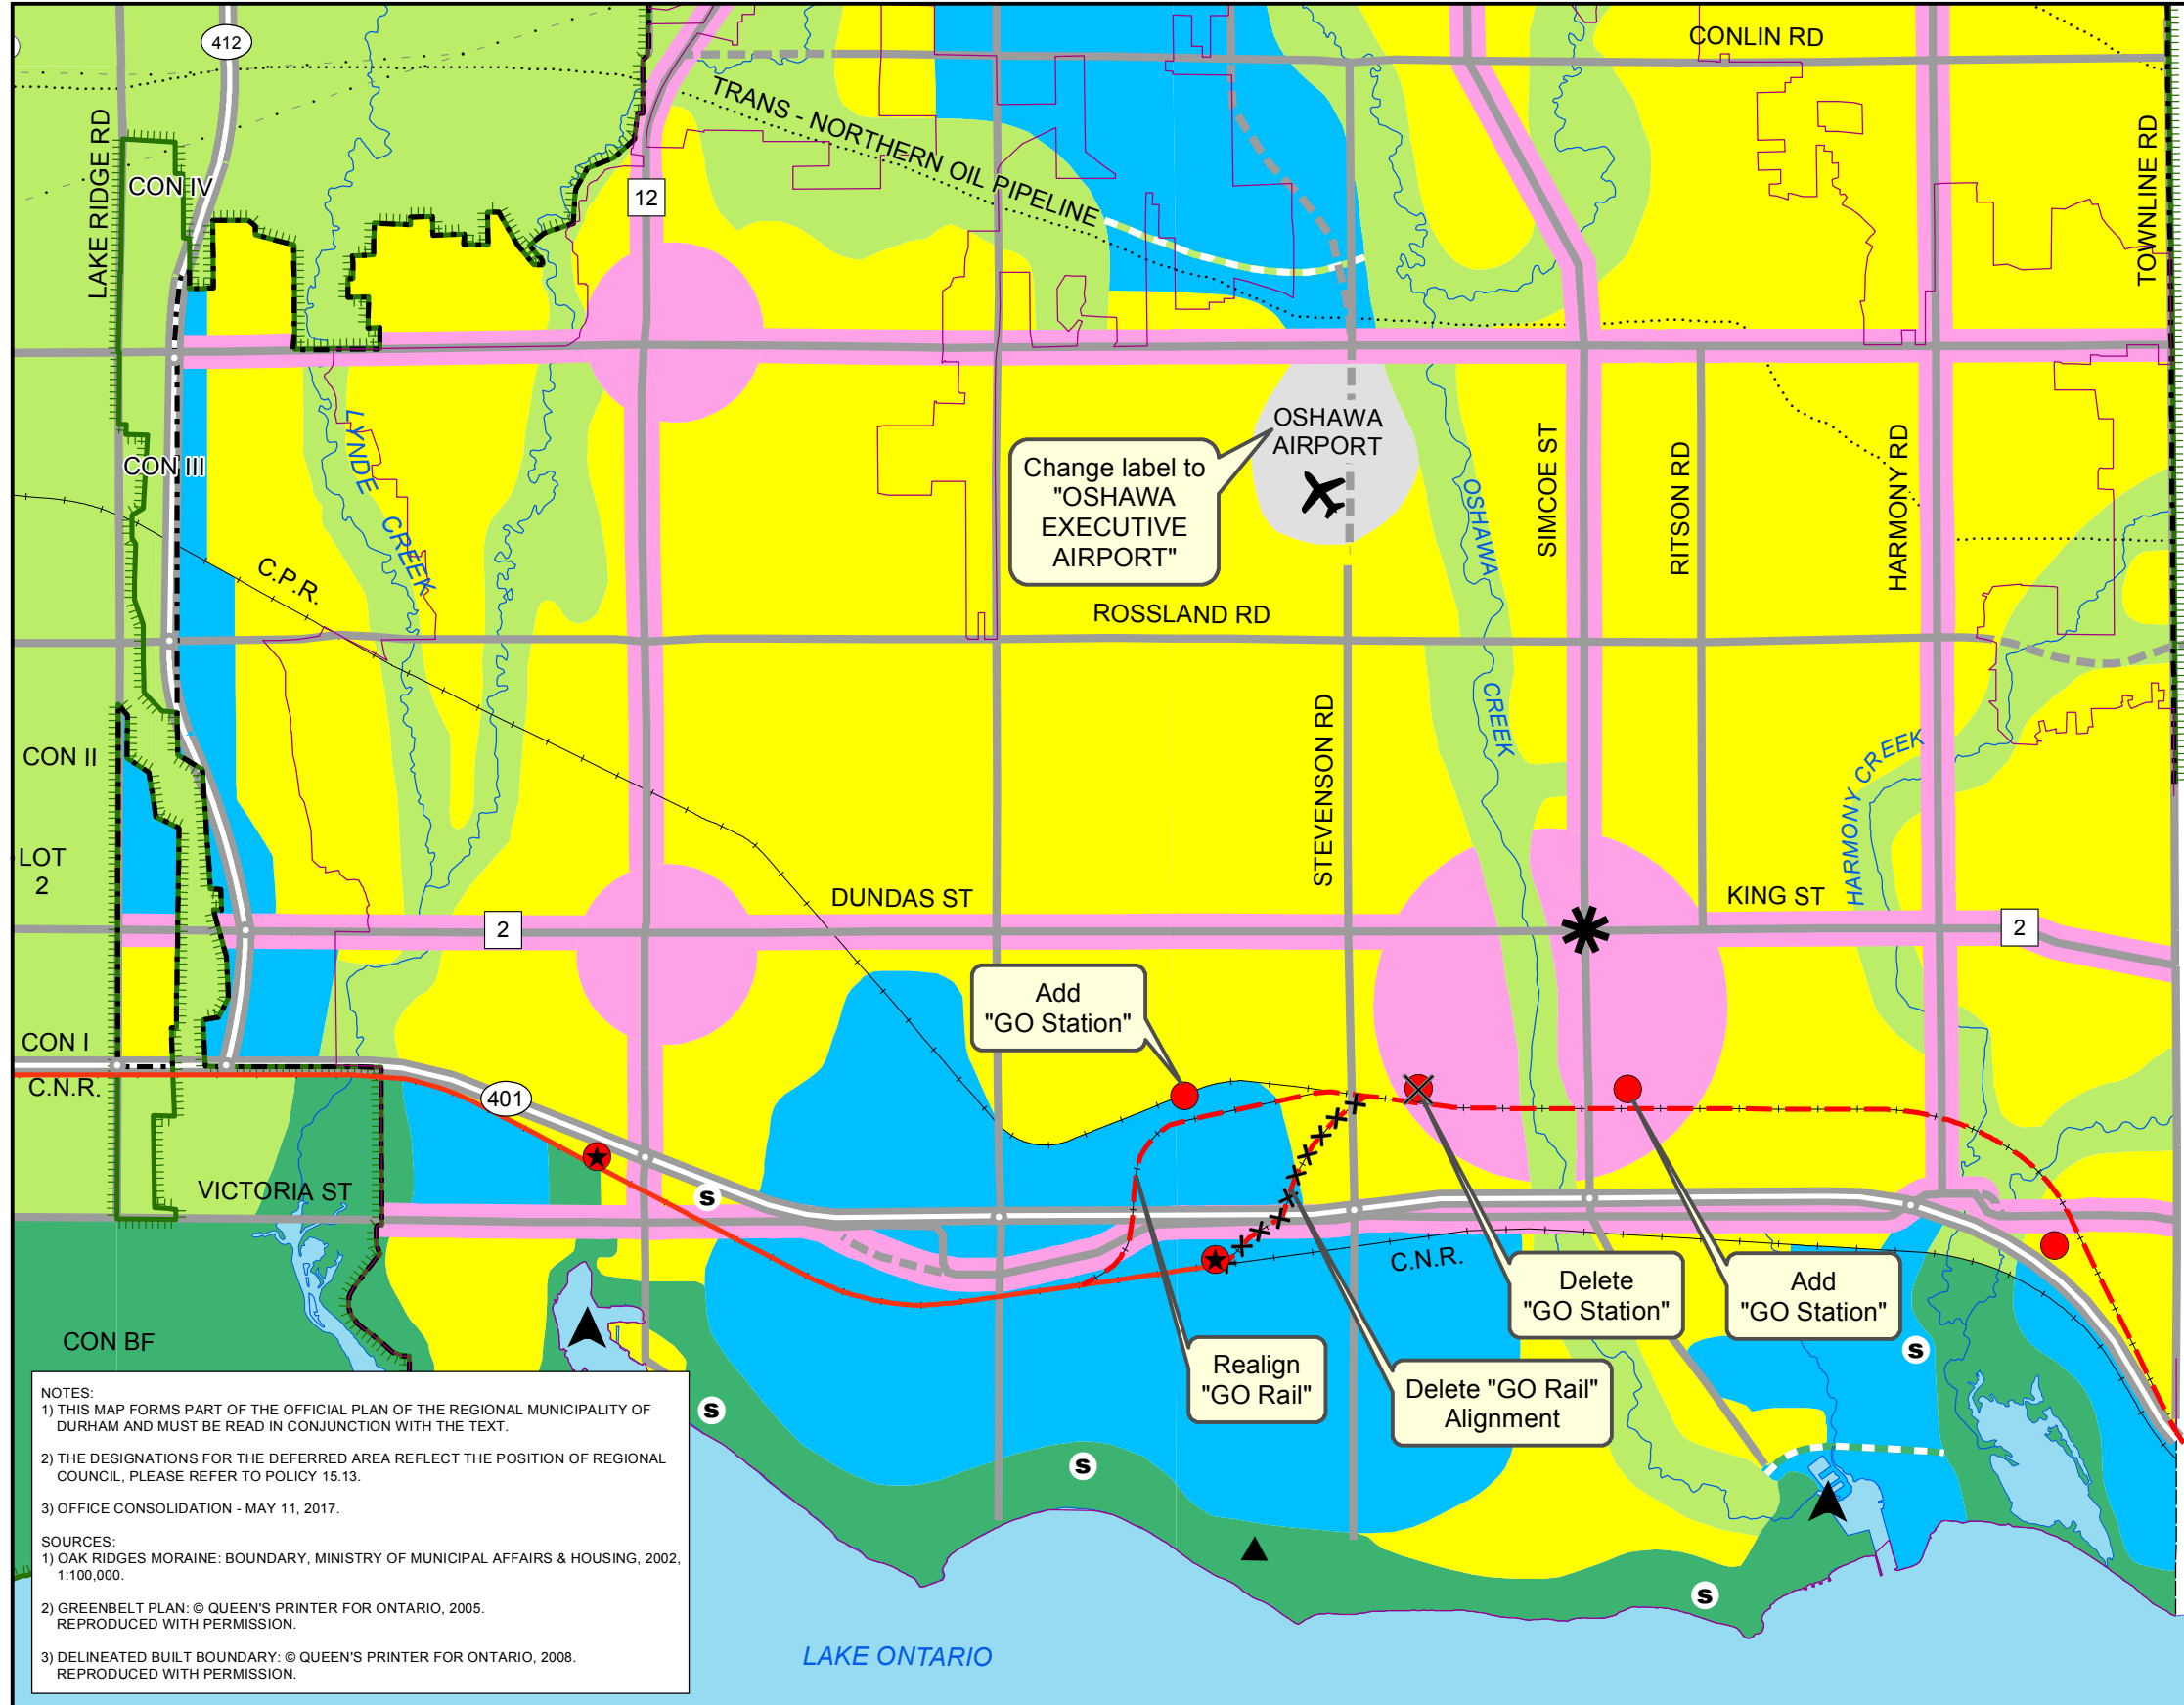 412
CONLIN RD
LAKE RIDGE RD
CON IV
TRANS - NORTHERN OIL PIPELINE
TOWNLINE RD
12
OSHAWA
AIRPORT
Change label to
"OSHAWA
EXECUTIVE
AIRPORT"
LYNDE
CREEK
CON III
C.P.R.
OSHAWA
CREEK
SIMCOE ST
RITSON RD
HARMONY RD
ROSSLAND RD
STEVENSON RD
CON II
HARMONY CREEK
LOT
2
DUNDAS ST
KING ST
2
2
Add
"GO Station"
CON I
C.N.R.
401
VICTORIA ST
S
C.N.R.
Delete
"GO Station"
Add
"GO Station"
CON BF
Realign
"GO Rail"
Delete "GO Rail"
Alignment
S
S
S
S
NOTES:
1) THIS MAP FORMS PART OF THE OFFICIAL PLAN OF THE REGIONAL MUNICIPALITY OF
DURHAM AND MUST BE READ IN CONJUNCTION WITH THE TEXT.
2) THE DESIGNATIONS FOR THE DEFERRED AREA REFLECT THE POSITION OF REGIONAL
COUNCIL, PLEASE REFER TO POLICY 15.13.
3) OFFICE CONSOLIDATION - MAY 11, 2017.
SOURCES:
1) OAK RIDGES MORAINE: BOUNDARY, MINISTRY OF MUNICIPAL AFFAIRS & HOUSING, 2002,
1:100,000.
2) GREENBELT PLAN: © QUEEN'S PRINTER FOR ONTARIO, 2005.
REPRODUCED WITH PERMISSION.
3) DELINEATED BUILT BOUNDARY: © QUEEN'S PRINTER FOR ONTARIO, 2008.
REPRODUCED WITH PERMISSION.
LAKE ONTARIO